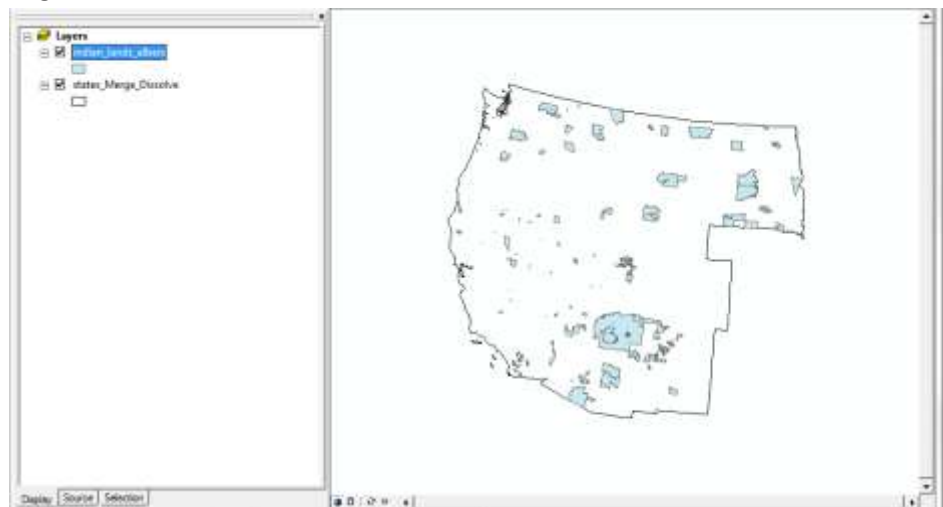 Layers
indian_lands_albers
states_Merge_Dissolve
Display Source Selection